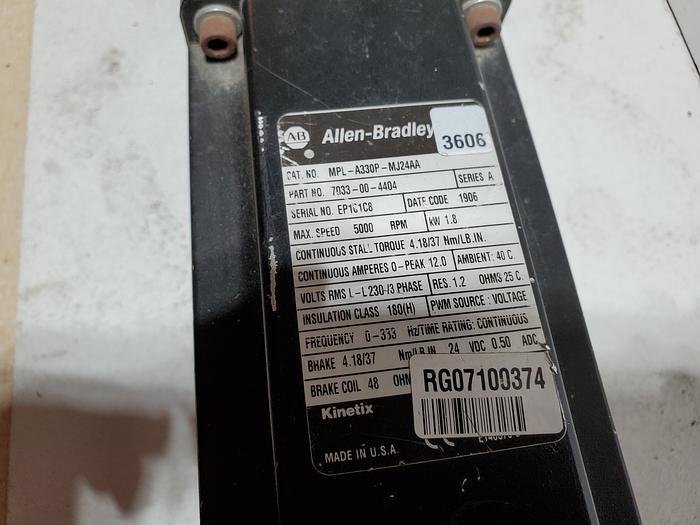 AB Allen-Bradley
3606
CAT. NO. MPL-A330P-MJ24AA
PART NO. 7033-00-4404 SERIES A
SERIAL NO. EP1C1C8 DATE CODE 1906
MAX. SPEED 5000 RPM KW 1.8
CONTINUOUS STALL TORQUE 4.18/37 Nm/LB.IN.
CONTINUOUS AMPERES 0-PEAK 12.0 AMBIENT: 40 C.
VOLTS RMS L-L 230 /3 PHASE RES. 1.2 OHMS 25 C.
INSULATION CLASS 180(H) PWM SOURCE: VOLTAGE
FREQUENCY 0-333 Hz/TIME RATING: CONTINUOUS
BHAKE 4.18/37 Nm/LB.IN. 24 VDC 0.50 ADC
BRAKE COIL 48 OHM
RG07100374
Kinetix
MADE IN U.S.A.